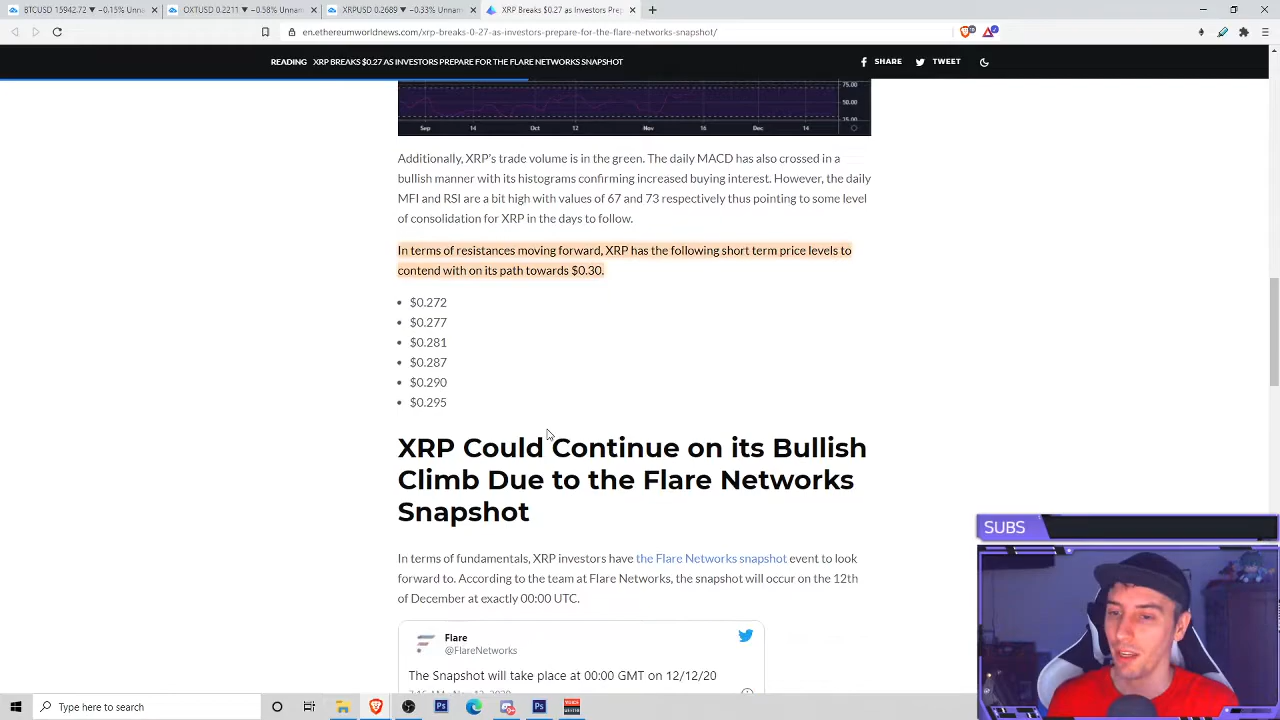 BTCUSD 15942.72 ▼ −0.15% Unna
OXTUSD 0.2211 ▼ −0.58% Unnam
XRPUSD 0.2689 ▼ −0.33% Unnam
XRP Breaks $0.27 as Investors Prep
en.ethereumworldnews.com/xrp-breaks-0-27-as-investors-prepare-for-the-flare-networks-snapshot/
READING XRP BREAKS $0.27 AS INVESTORS PREPARE FOR THE FLARE NETWORKS SNAPSHOT
SHARE
TWEET
75.00
50.00
25.00
Sep 14 Oct 12 Nov 16 Dec 14
Additionally, XRP's trade volume is in the green. The daily MACD has also crossed in a
bullish manner with its histograms confirming increased buying interest. However, the daily
MFI and RSI are a bit high with values of 67 and 73 respectively thus pointing to some level
of consolidation for XRP in the days to follow.
In terms of resistances moving forward, XRP has the following short term price levels to
contend with on its path towards $0.30.
$0.272
$0.277
$0.281
$0.287
$0.290
$0.295
XRP Could Continue on its Bullish
Climb Due to the Flare Networks
Snapshot
In terms of fundamentals, XRP investors have the Flare Networks snapshot event to look
forward to. According to the team at Flare Networks, the snapshot will occur on the 12th
of December at exactly 00:00 UTC.
Flare
@FlareNetworks
The Snapshot will take place at 00:00 GMT on 12/12/20
SUBS
Type here to search